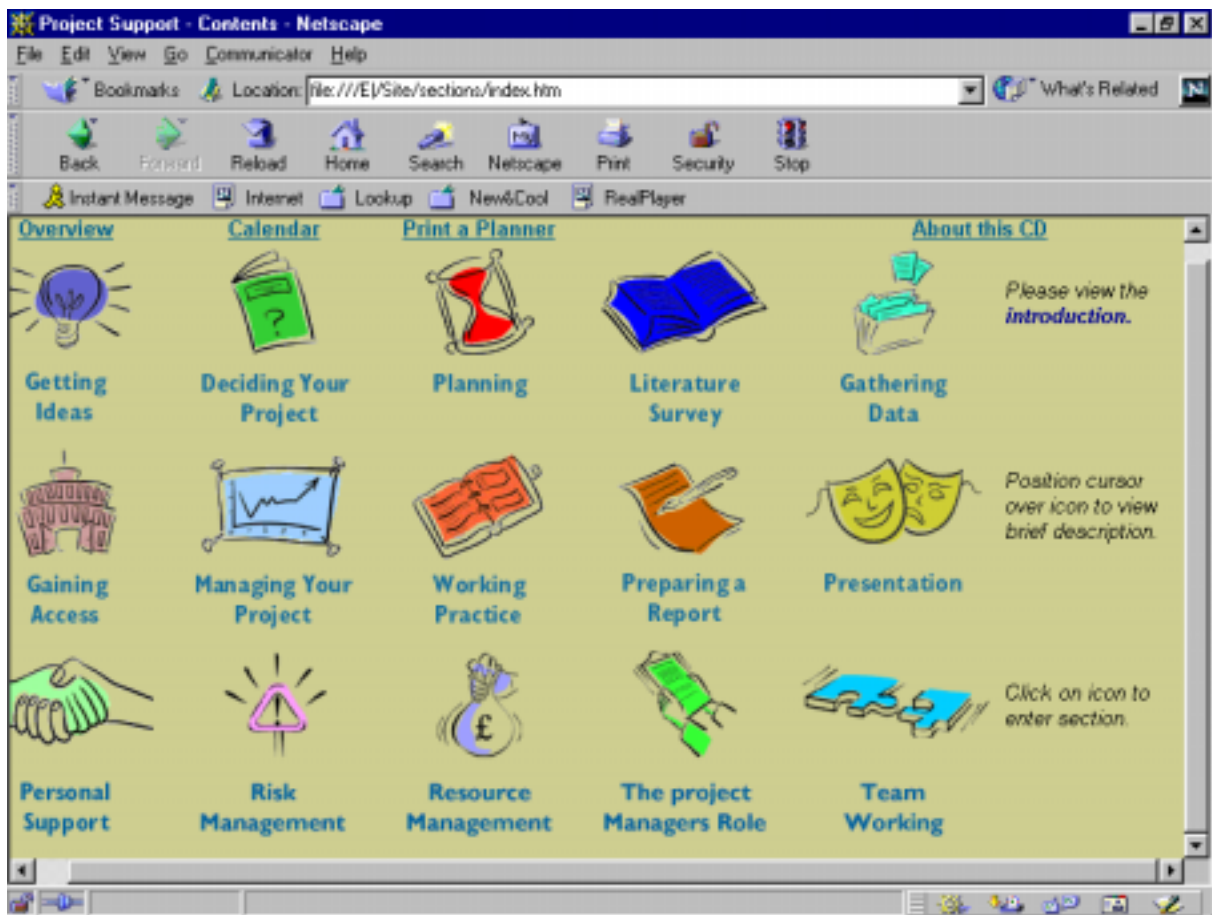 Project Support - Contents - Netscape
File Edit View Go Communicator Help
Bookmarks Location: file:///E|/Site/sections/index.htm What's Related N
Back Forward Reload Home Search Netscape Print Security Stop
My
Instant Message Internet Lookup New&Cool RealPlayer
Overview Calendar Print a Planner About this CD
?
Please view the
introduction.
Getting Deciding Your Planning Literature Gathering
Ideas Project Survey Data
Position cursor
over icon to view
brief description.
Gaining Managing Your Working Preparing a Presentation
Access Project Practice Report
£
Click on icon to
enter section.
Personal Risk Resource The project Team
Support Management Management Managers Role Working